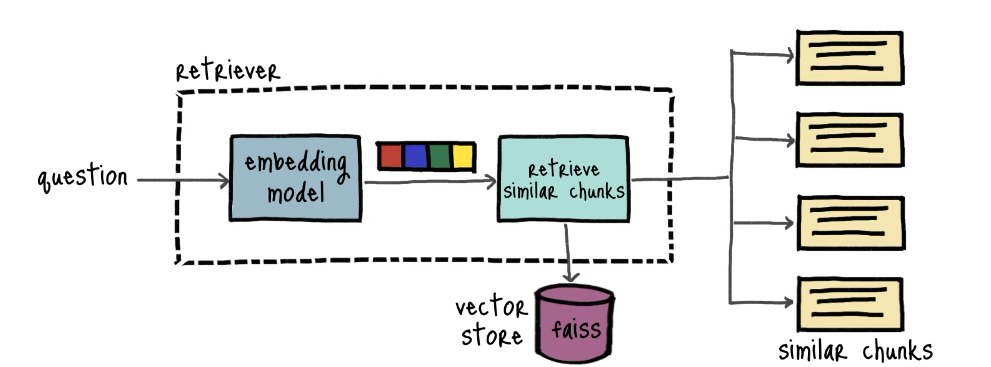 retriever
question
embedding
model
retrieve
similar chunks
vector
store
faiss
similar chunks